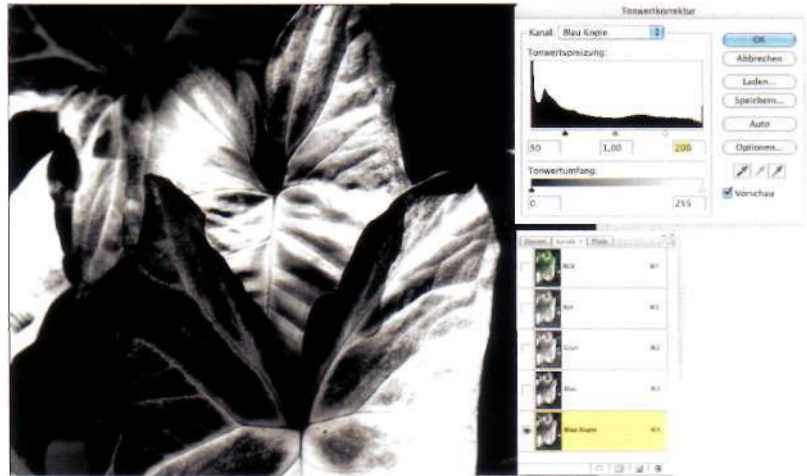 Tonwertkorrektur
Kanal: Blau Kopie
Tonwertspreizung:
50 1,00 200
Tonwertumfang:
0 255
OK
Abbrechen
Laden...
Speichern...
Auto
Optionen...
Vorschau
Ebenen Kanäle × Pfade
RGB
Rot
Grün
Blau
Blau Kopie